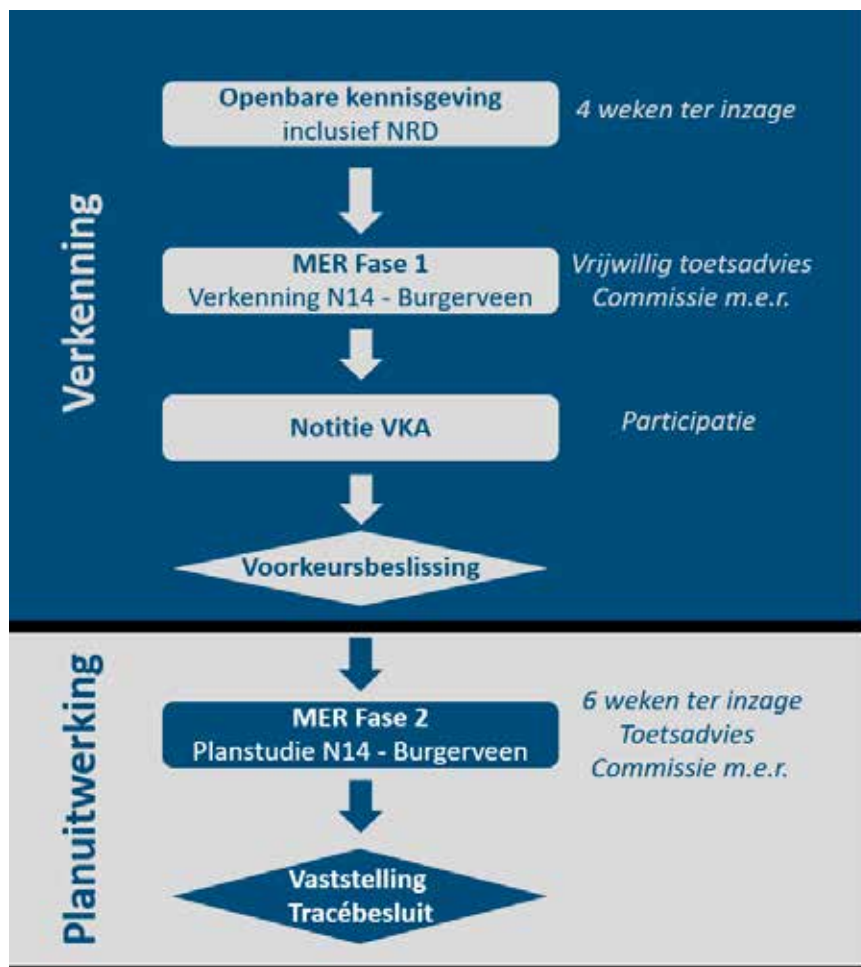 Verkenning
Openbare kennisgeving
inclusief NRD
4 weken ter inzage
MER Fase 1
Verkenning N14 - Burgerveen
Vrijwillig toetsadvies
Commissie m.e.r.
Notitie VKA
Participatie
Voorkeursbeslissing
Planuitwerking
MER Fase 2
Planstudie N14 - Burgerveen
6 weken ter inzage
Toetsadvies
Commissie m.e.r.
Vaststelling
Tracébesluit